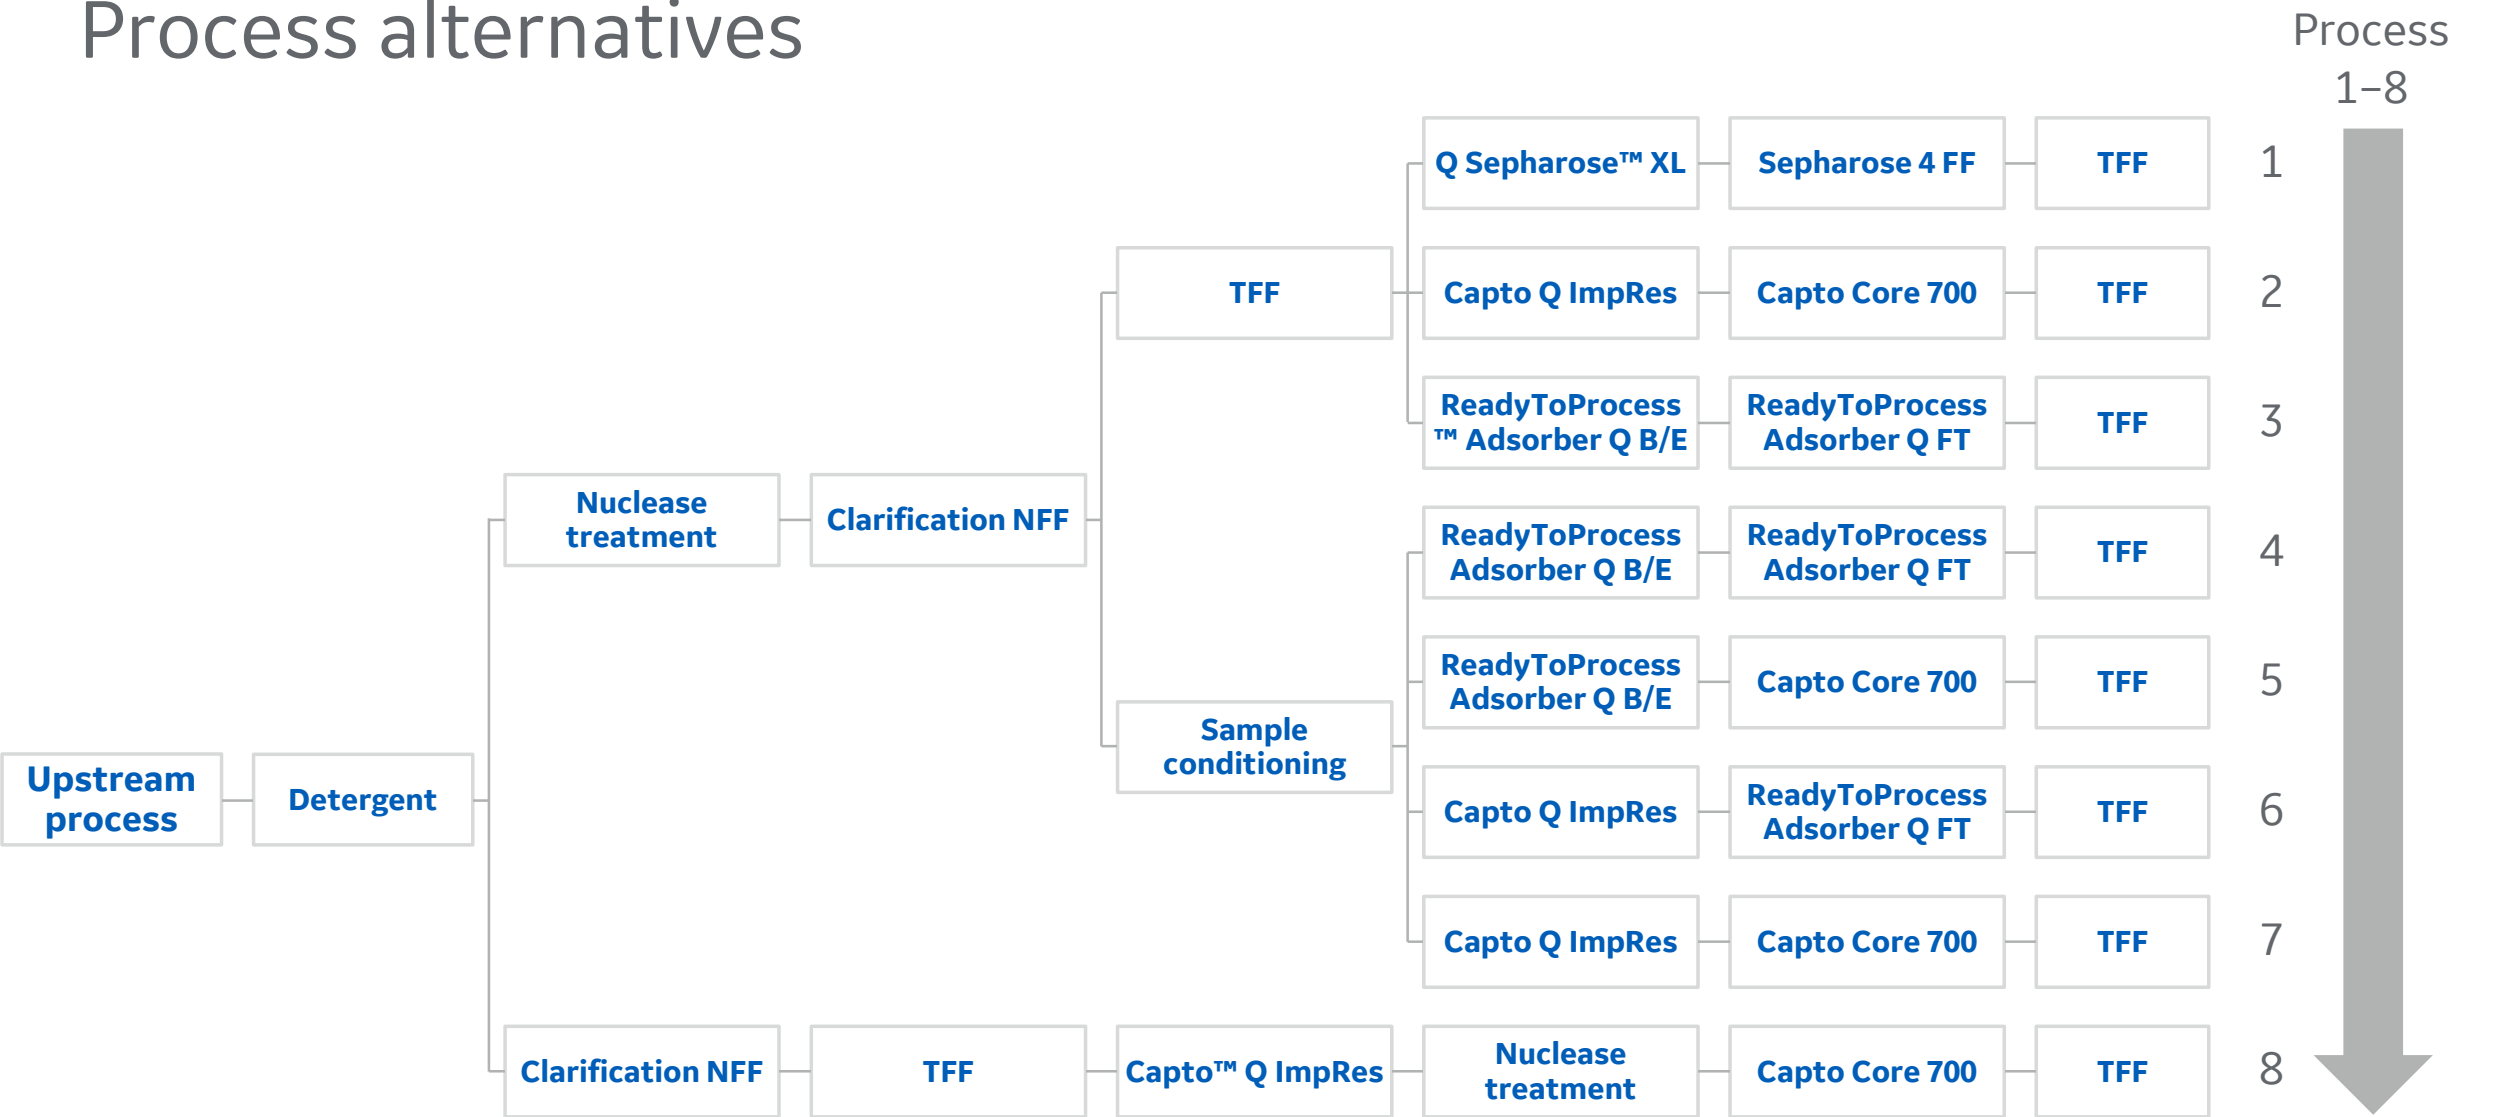 Process alternatives
Process
1–8
Q Sepharose™ XL
Sepharose 4 FF
TFF
1
TFF
Capto Q ImpRes
Capto Core 700
TFF
2
ReadyToProcess
™ Adsorber Q B/E
ReadyToProcess
Adsorber Q FT
TFF
3
Nuclease
treatment
Clarification NFF
ReadyToProcess
Adsorber Q B/E
ReadyToProcess
Adsorber Q FT
TFF
4
ReadyToProcess
Adsorber Q B/E
Capto Core 700
TFF
5
Upstream
process
Detergent
Sample
conditioning
Capto Q ImpRes
ReadyToProcess
Adsorber Q FT
TFF
6
Capto Q ImpRes
Capto Core 700
TFF
7
Clarification NFF
TFF
Capto™ Q ImpRes
Nuclease
treatment
Capto Core 700
TFF
8